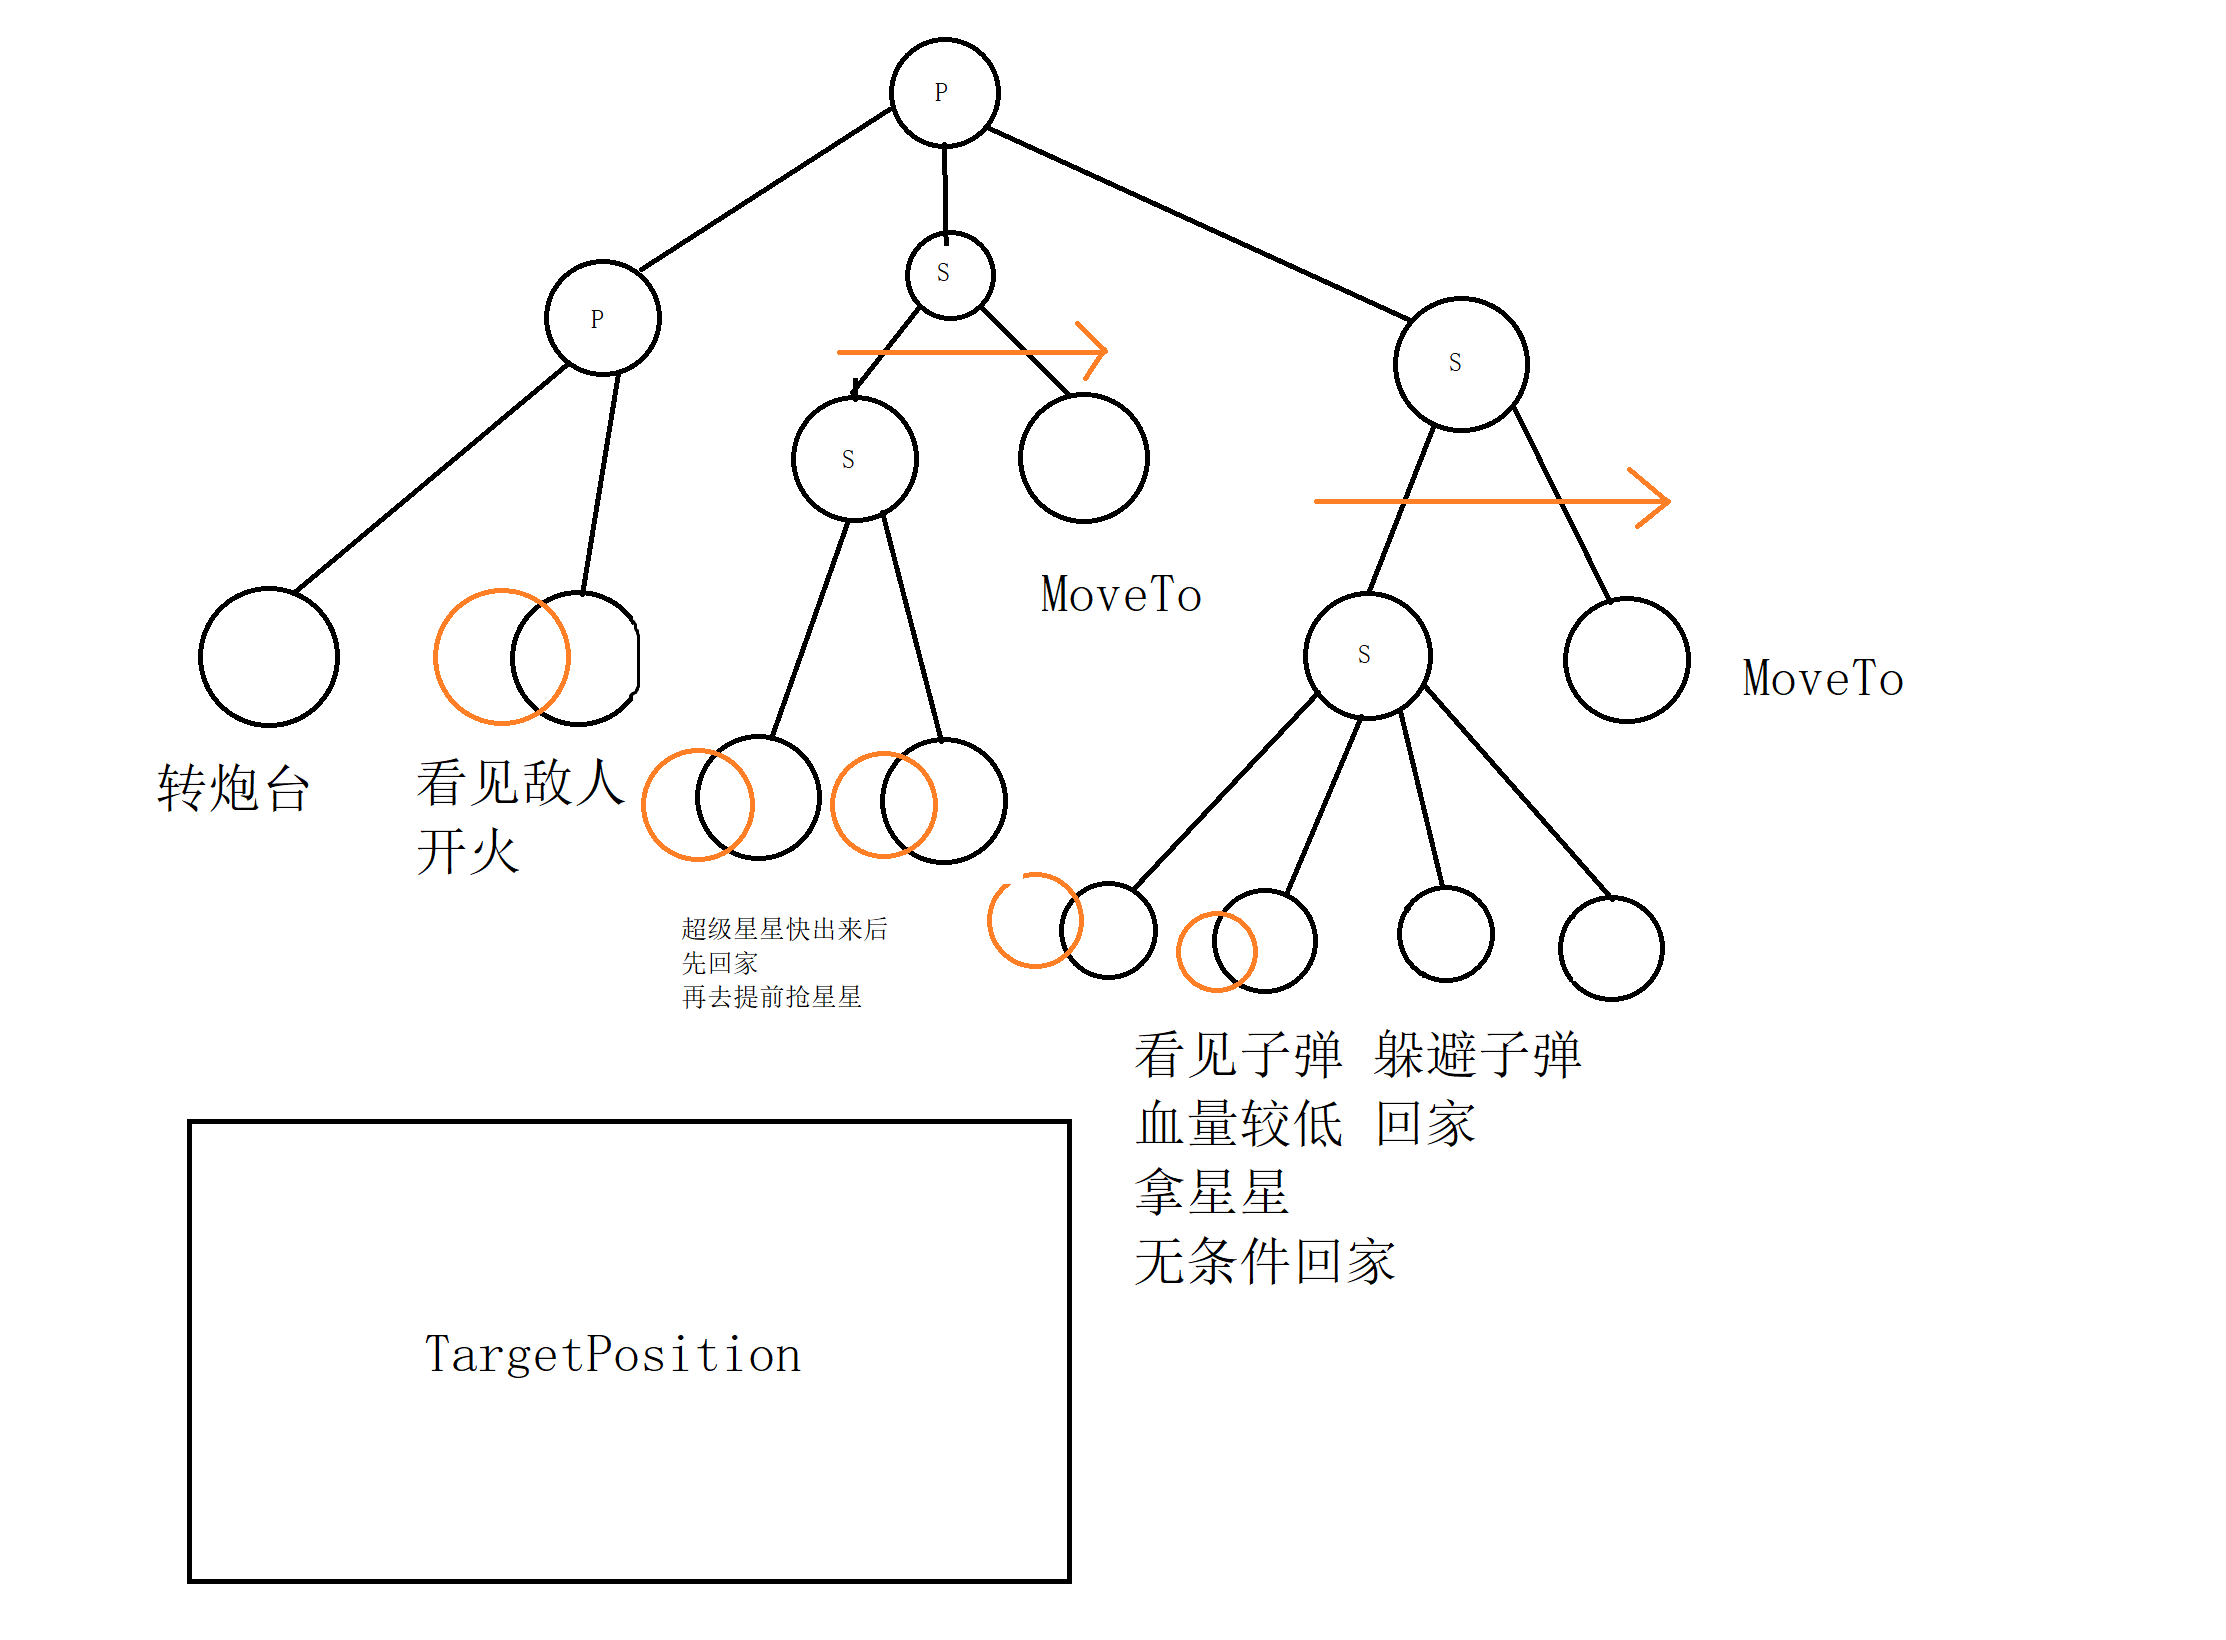 P
S
P
S
S
MoveTo
S
MoveTo
转炮台
看见敌人
开火
超级星星快出来后
先回家
再去提前抢星星
看见子弹 躲避子弹
血量较低 回家
拿星星
无条件回家
TargetPosition